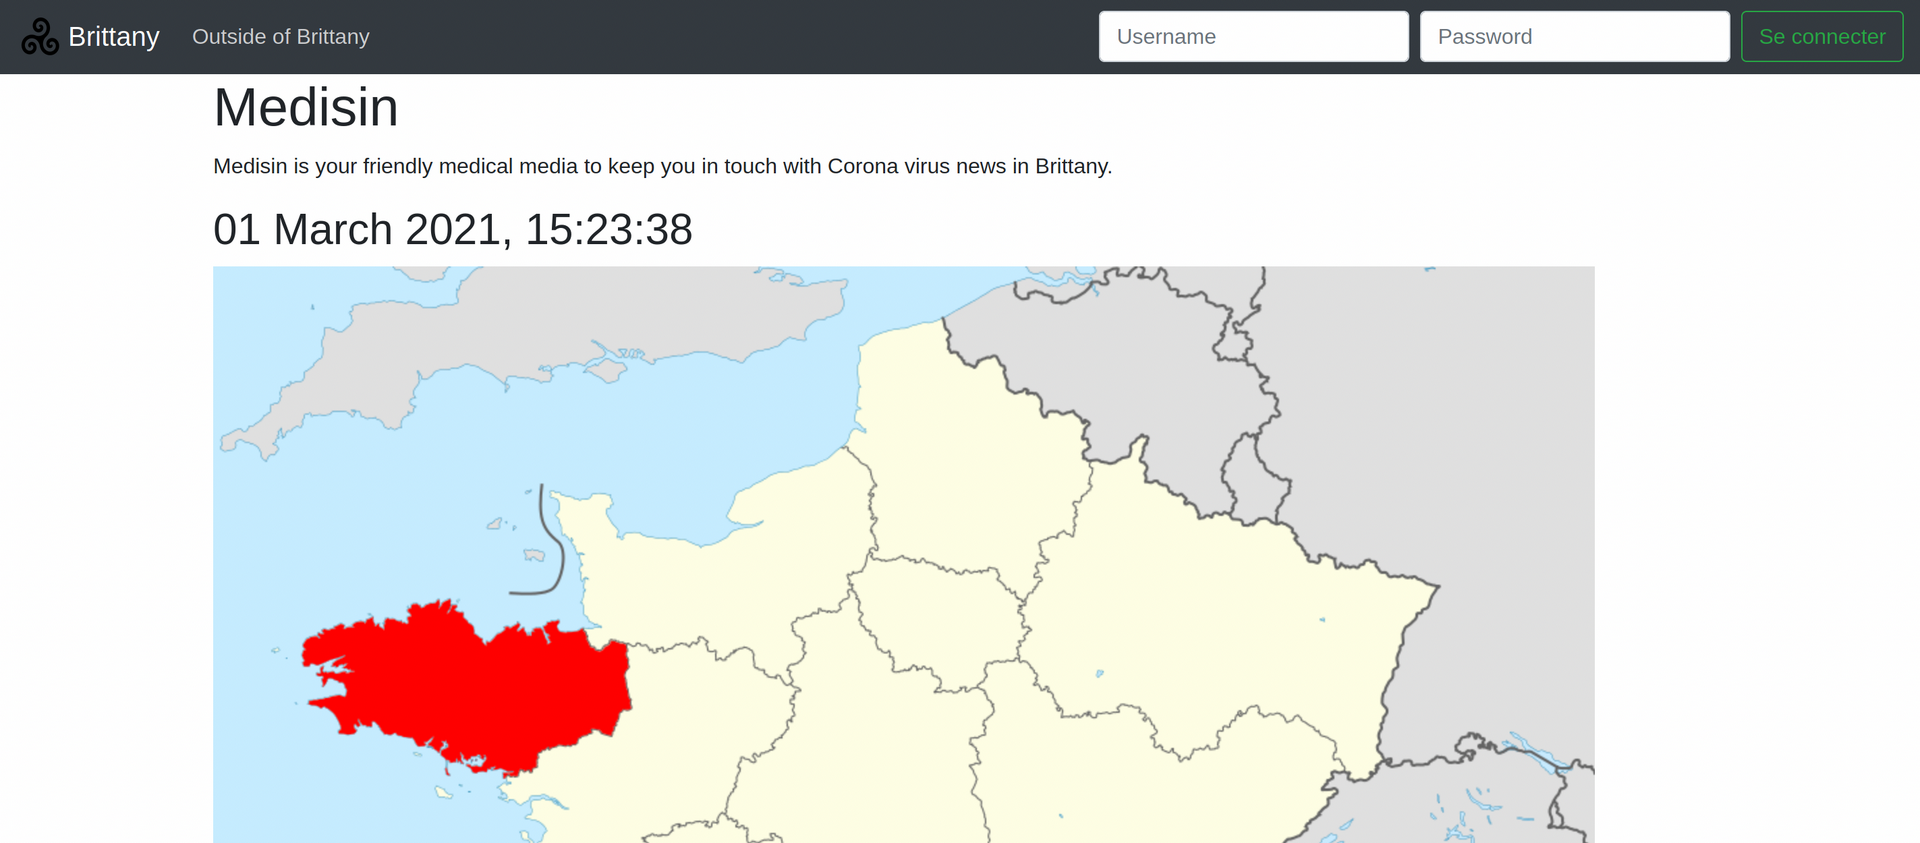 Brittany Outside of Brittany Username Password Se connecter
Medisin
Medisin is your friendly medical media to keep you in touch with Corona virus news in Brittany.
01 March 2021, 15:23:38